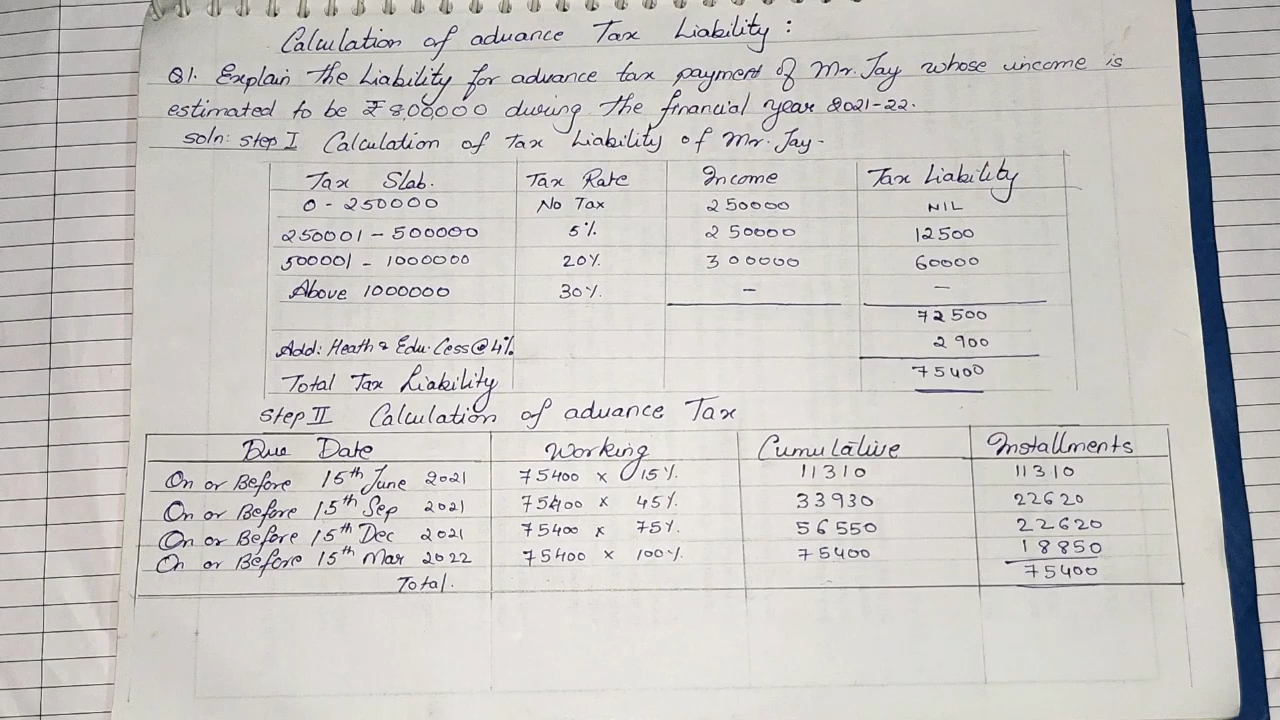 Calculation of advance Tax Liability :
Q1. Explain the Liability for advance tax payment of Mr. Jay whose income is
estimated to be ₹ 8,00,000 during the financial year 2021-22.
Soln: Step I Calculation of Tax Liability of Mr. Jay-
Tax Slab. Tax Rate Income Tax Liability
0 - 250000 No Tax 250000 NIL
250001 - 500000 5% 250000 12500
500001 - 1000000 20% 300000 60000
Above 1000000 30% - -
72500
Add: Heath & Edu. Cess @ 4% 2900
Total Tax Liability 75400
Step II Calculation of advance Tax
Due Date Working Cumulative Installments
On or Before 15th June 2021 75400 x 15% 11310 11310
On or Before 15th Sep 2021 75400 x 45% 33930 22620
On or Before 15th Dec 2021 75400 x 75% 56550 22620
On or Before 15th Mar 2022 75400 x 100% 75400 18850
Total. 75400